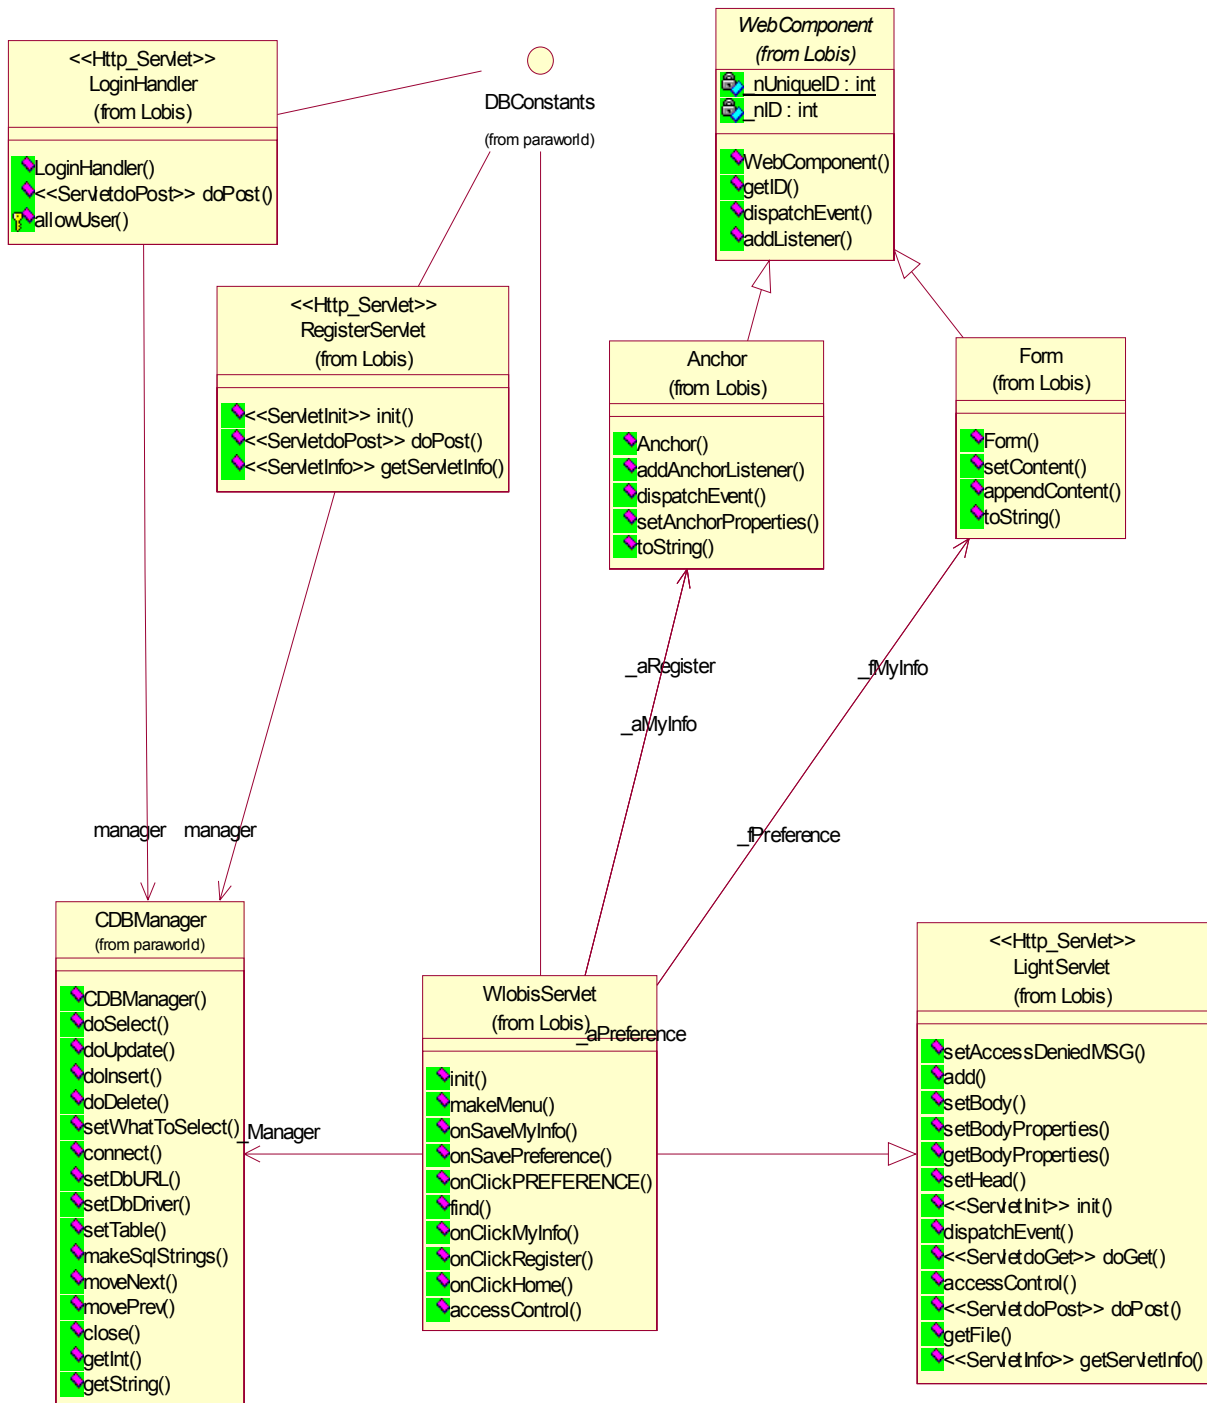 <<Http_Servlet>>
LoginHandler
(from Lobis)
LoginHandler()
<<ServletdoPost>> doPost()
allowUser()
DBConstants
(from paraworld)
WebComponent
(from Lobis)
_nUniqueID : int
_nID : int
WebComponent()
getID()
dispatchEvent()
addListener()
<<Http_Servlet>>
RegisterServlet
(from Lobis)
<<ServletInit>> init()
<<ServletdoPost>> doPost()
<<ServletInfo>> getServletInfo()
Anchor
(from Lobis)
Anchor()
addAnchorListener()
dispatchEvent()
setAnchorProperties()
toString()
Form
(from Lobis)
Form()
setContent()
appendContent()
toString()
_aRegister
_fMyInfo
_aMyInfo
manager
manager
_fPreference
CDBManager
(from paraworld)
CDBManager()
doSelect()
doUpdate()
doInsert()
doDelete()
setWhatToSelect()
connect()
setDbURL()
setDbDriver()
setTable()
makeSqlStrings()
moveNext()
movePrev()
close()
getInt()
getString()
_Manager
WlobisServlet
(from Lobis)
_aPreference
init()
makeMenu()
onSaveMyInfo()
onSavePreference()
onClickPREFERENCE()
find()
onClickMyInfo()
onClickRegister()
onClickHome()
accessControl()
<<Http_Servlet>>
LightServlet
(from Lobis)
setAccessDeniedMSG()
add()
setBody()
setBodyProperties()
getBodyProperties()
setHead()
<<ServletInit>> init()
dispatchEvent()
<<ServletdoGet>> doGet()
accessControl()
<<ServletdoPost>> doPost()
getFile()
<<ServletInfo>> getServletInfo()